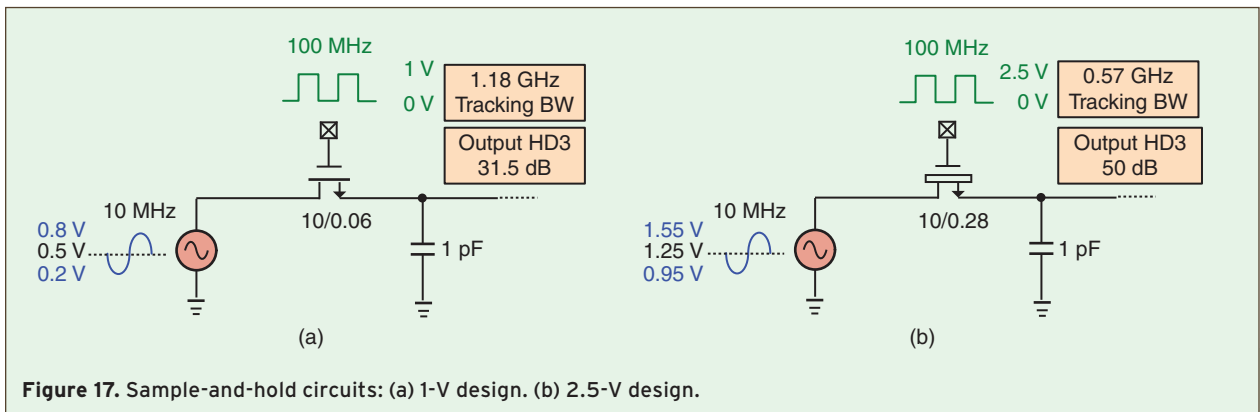 100 MHz
1 V
0 V
1.18 GHz
Tracking BW
Output HD3
31.5 dB
10 MHz
0.8 V
0.5 V
0.2 V
10/0.06
1 pF
(a)
100 MHz
2.5 V
0 V
0.57 GHz
Tracking BW
Output HD3
50 dB
10 MHz
1.55 V
1.25 V
0.95 V
10/0.28
1 pF
(b)
Figure 17. Sample-and-hold circuits: (a) 1-V design. (b) 2.5-V design.